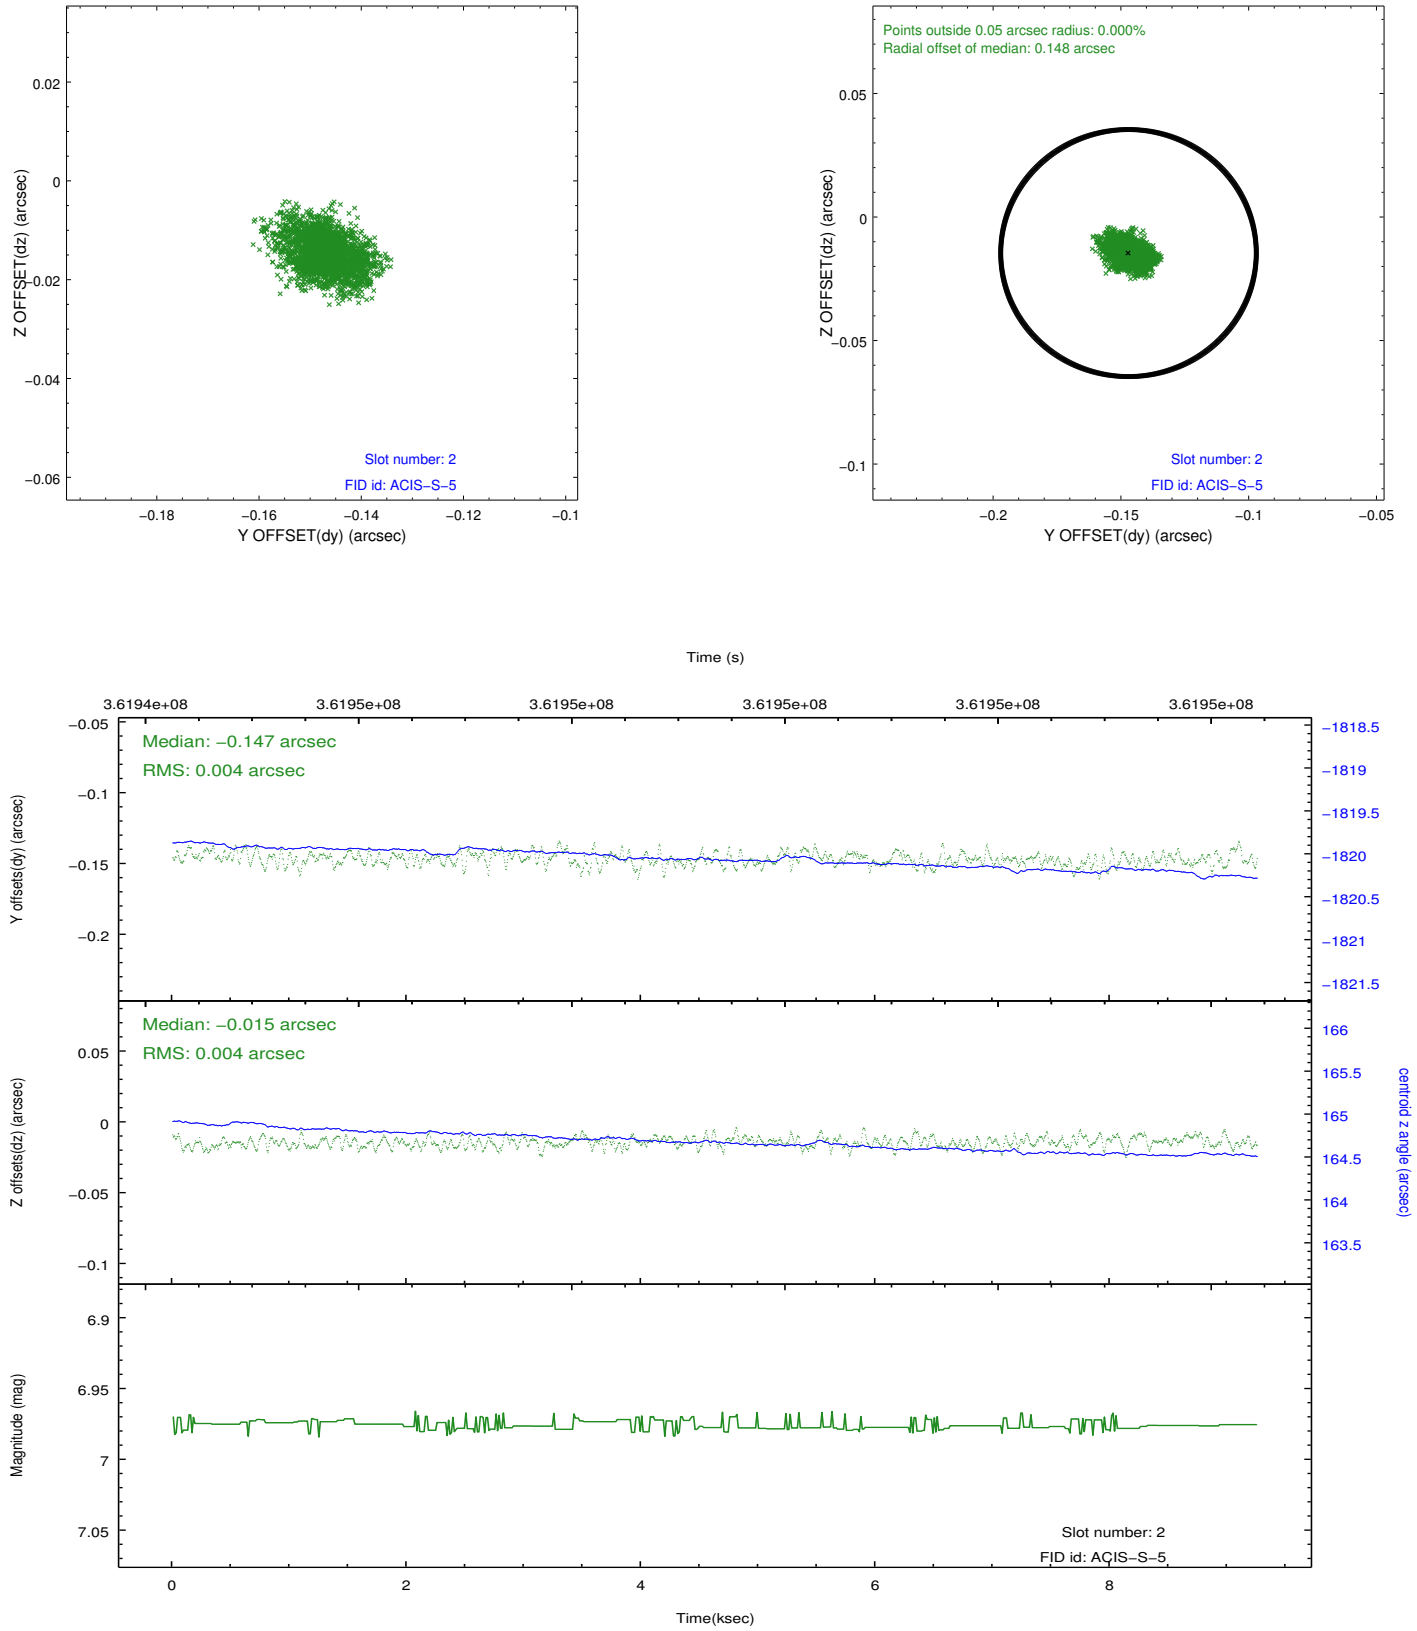 0.02
0
−0.02
−0.04
−0.06
Z OFFSET(dz) (arcsec)
Slot number: 2
FID id: ACIS−S−5
−0.18 −0.16 −0.14 −0.12 −0.1
Y OFFSET(dy) (arcsec)
Points outside 0.05 arcsec radius: 0.000%
Radial offset of median: 0.148 arcsec
0.05
0
−0.05
−0.1
Z OFFSET(dz) (arcsec)
Slot number: 2
FID id: ACIS−S−5
−0.2 −0.15 −0.1 −0.05
Y OFFSET(dy) (arcsec)
Time (s)
3.6194e+08 3.6195e+08 3.6195e+08 3.6195e+08 3.6195e+08 3.6195e+08
Median: −0.147 arcsec
RMS: 0.004 arcsec
−0.05
−0.1
−0.15
−0.2
Y offsets(dy) (arcsec)
−1818.5
−1819
−1819.5
−1820
−1820.5
−1821
−1821.5
Median: −0.015 arcsec
RMS: 0.004 arcsec
0.05
0
−0.05
−0.1
Z offsets(dz) (arcsec)
166
165.5
165
164.5
164
163.5
centroid z angle (arcsec)
6.9
6.95
7
7.05
Magnitude (mag)
Slot number: 2
FID id: ACIS−S−5
0 2 4 6 8
Time(ksec)